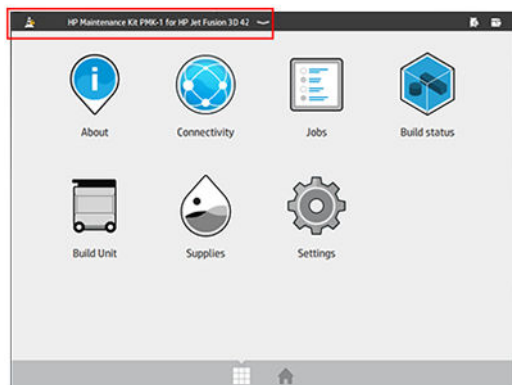 HP Maintenance Kit PMK-1 for HP Jet Fusion 3D 42
About
Connectivity
Jobs
Build status
Build Unit
Supplies
Settings